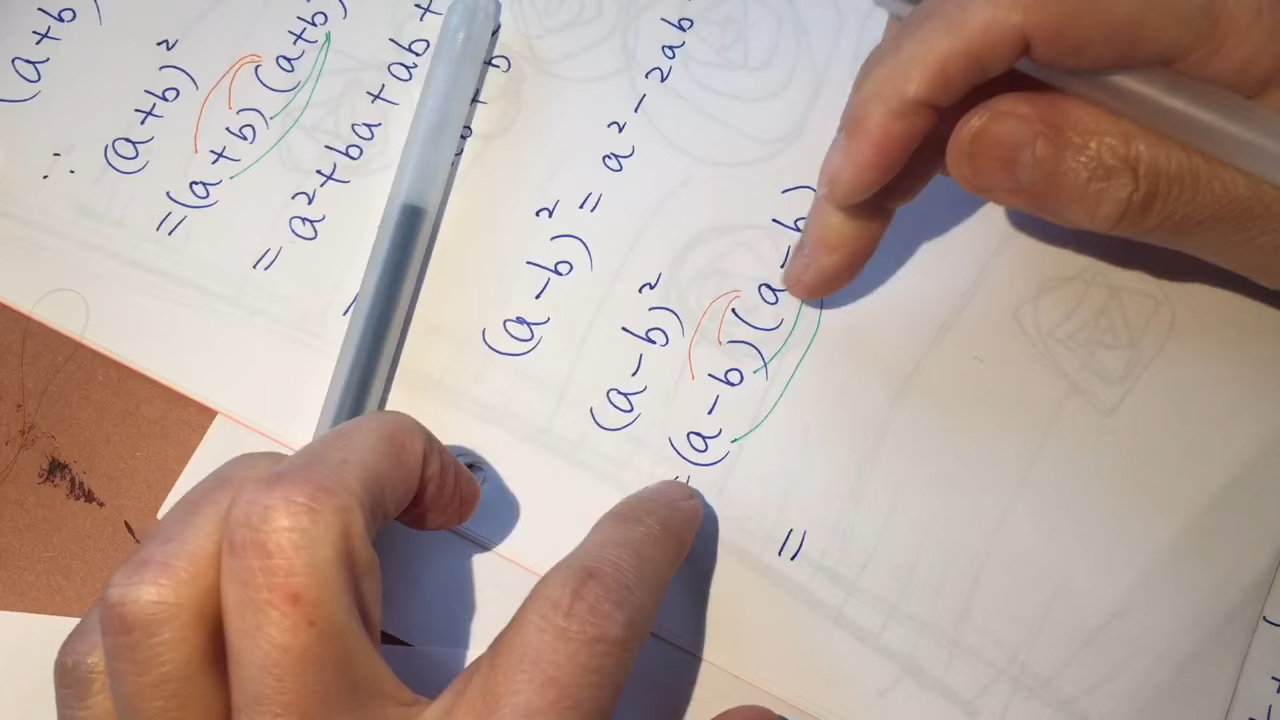 (a+b)
∴
(a+b)²
=(a+b)(a+b)
= a²+ba+ab+
(a-b)²=a²-2ab
(a-b)²
=(a-b)(a-b)
=